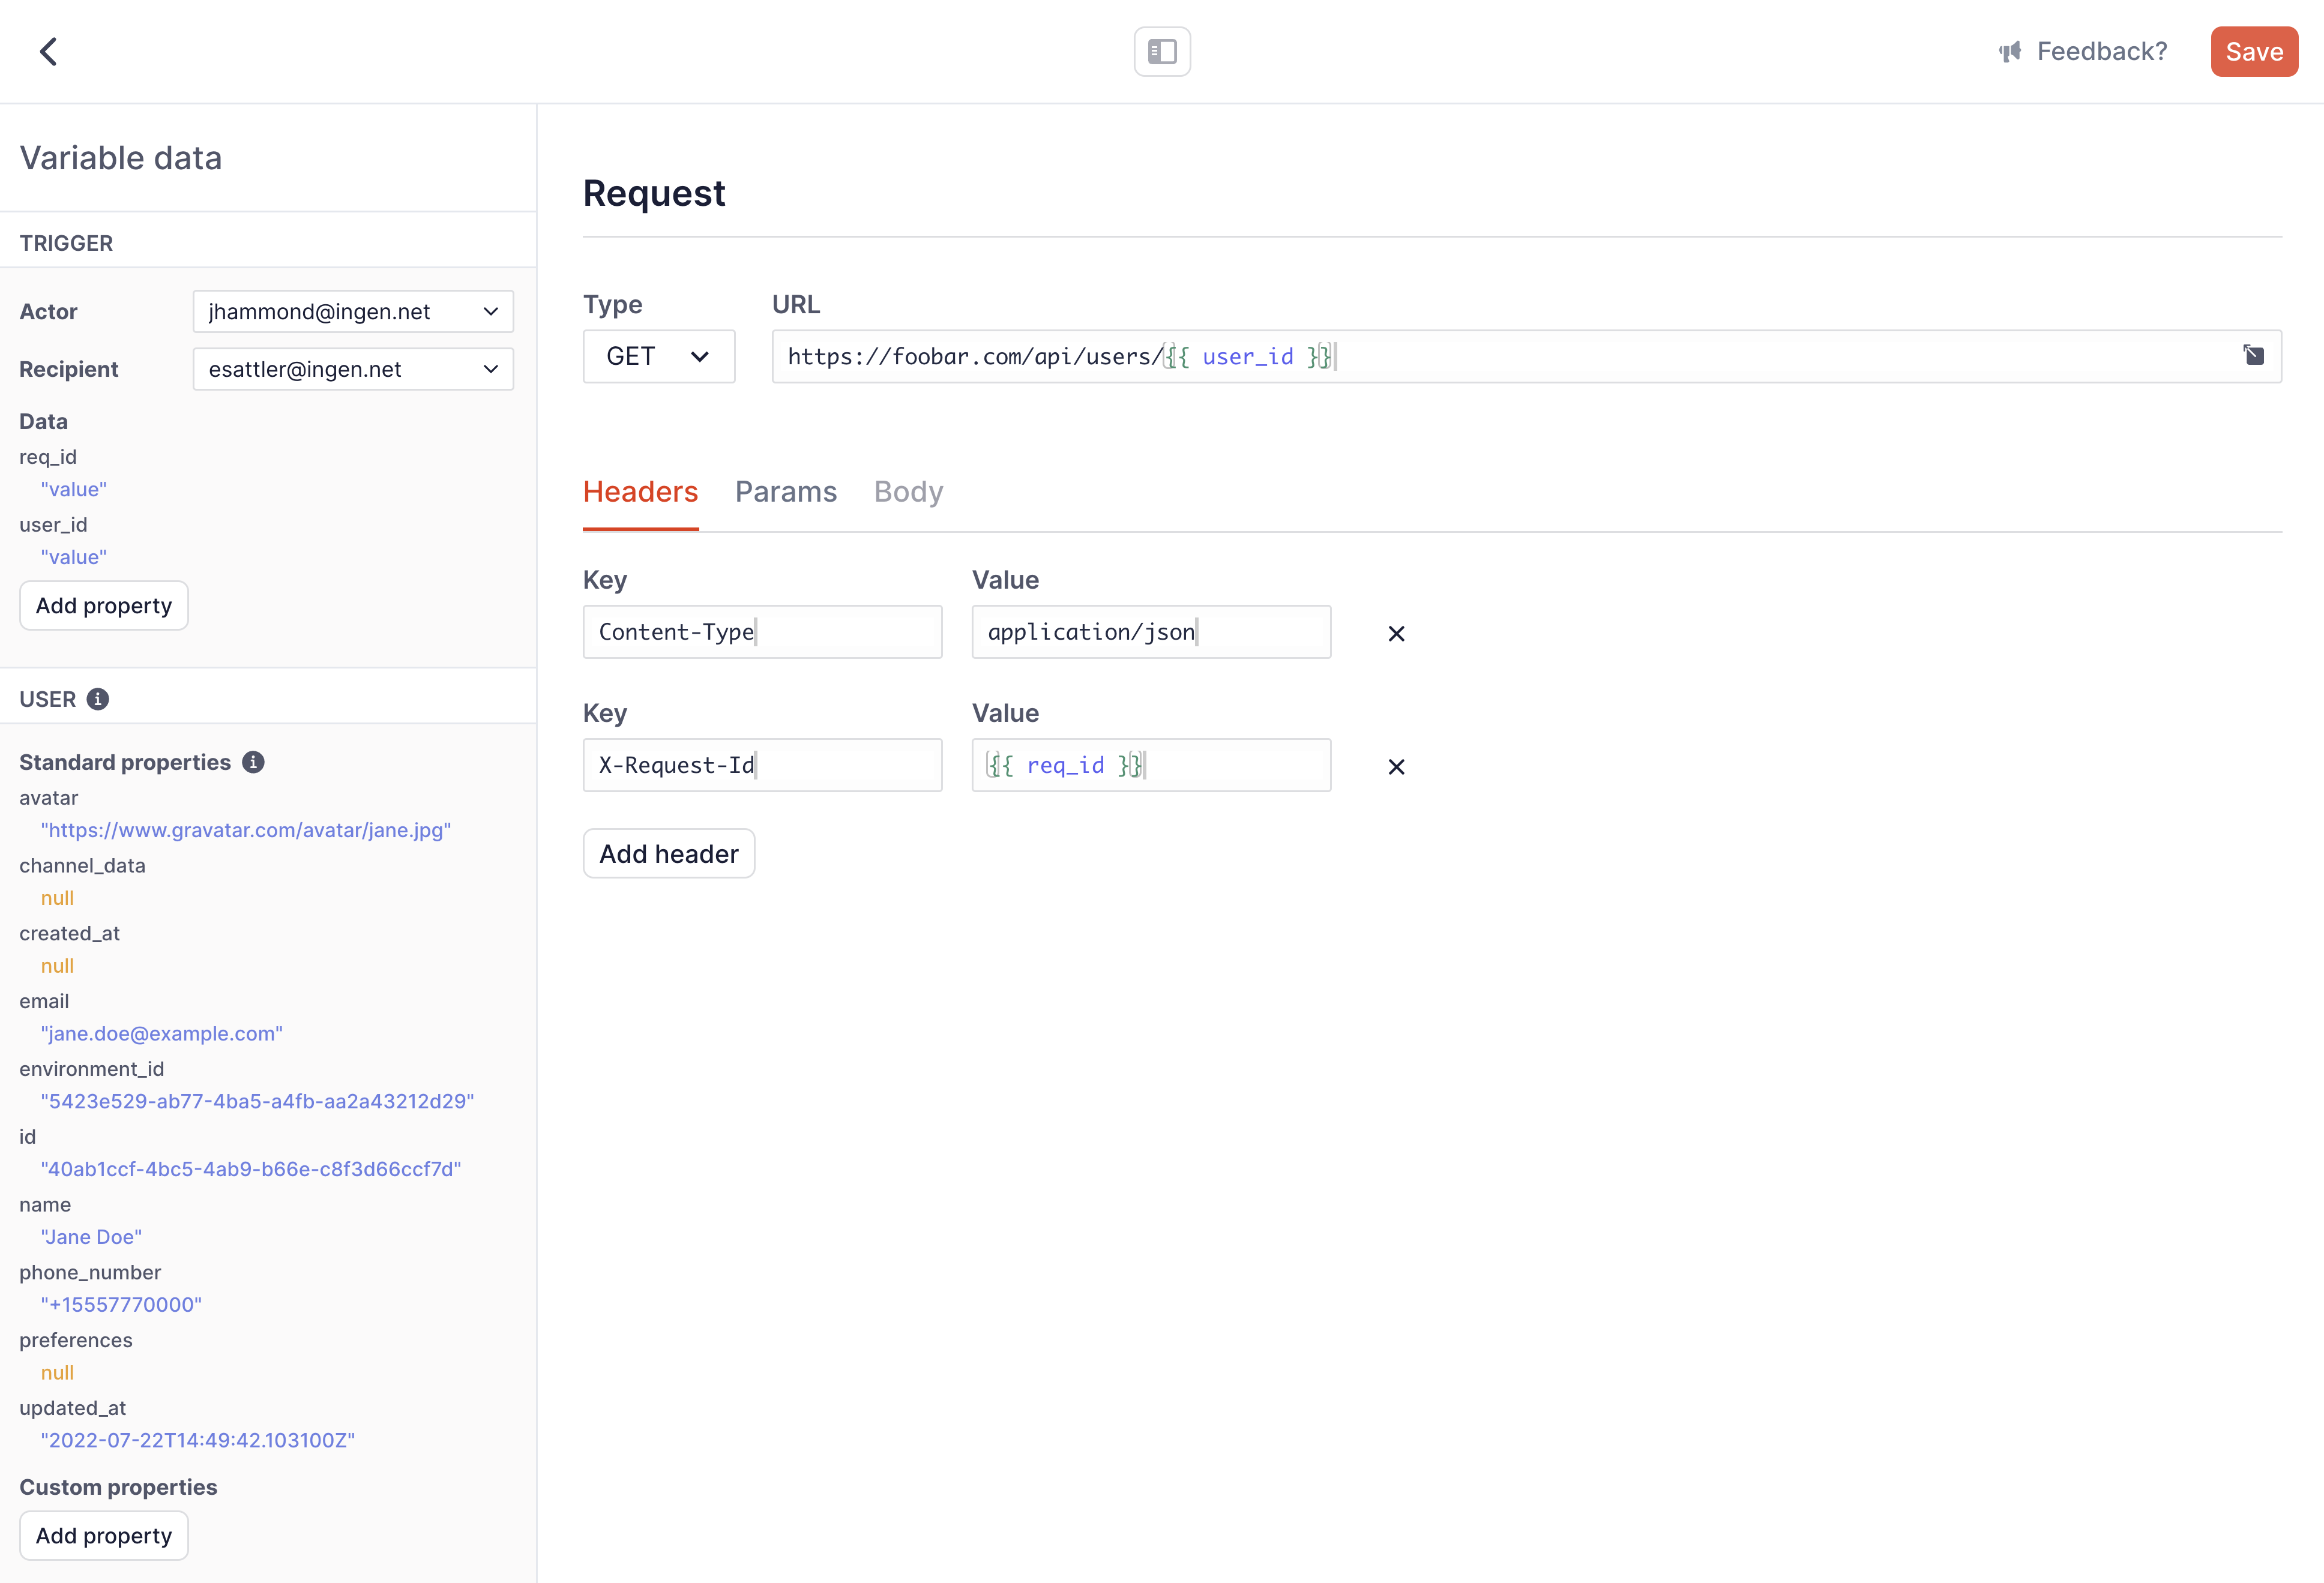 Feedback?
Save
Variable data
TRIGGER
Actor
jhammond@ingen.net
Recipient
esattler@ingen.net
Data
req_id
"value"
user_id
"value"
Add property
USER
Standard properties
avatar
"https://www.gravatar.com/avatar/jane.jpg"
channel_data
null
created_at
null
email
"jane.doe@example.com"
environment_id
"5423e529-ab77-4ba5-a4fb-aa2a43212d29"
id
"40ab1ccf-4bc5-4ab9-b66e-c8f3d66ccf7d"
name
"Jane Doe"
phone_number
"+15557770000"
preferences
null
updated_at
"2022-07-22T14:49:42.103100Z"
Custom properties
Add property
Request
Type
URL
GET
https://foobar.com/api/users/{{ user_id }}
Headers Params Body
Key Value
Content-Type application/json
Key Value
X-Request-Id {{ req_id }}
Add header